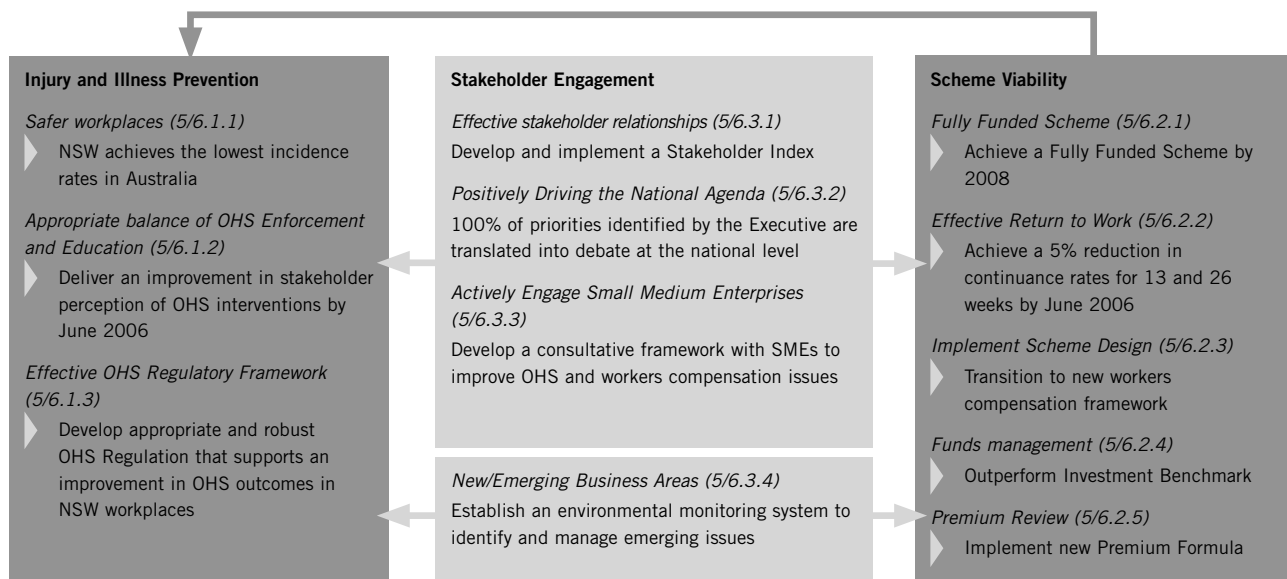 Injury and Illness Prevention
Safer workplaces (5/6.1.1)
NSW achieves the lowest incidence
rates in Australia
Appropriate balance of OHS Enforcement
and Education (5/6.1.2)
Deliver an improvement in stakeholder
perception of OHS interventions by
June 2006
Effective OHS Regulatory Framework
(5/6.1.3)
Develop appropriate and robust
OHS Regulation that supports an
improvement in OHS outcomes in
NSW workplaces
Stakeholder Engagement
Effective stakeholder relationships (5/6.3.1)
Develop and implement a Stakeholder Index
Positively Driving the National Agenda (5/6.3.2)
100% of priorities identified by the Executive are
translated into debate at the national level
Actively Engage Small Medium Enterprises
(5/6.3.3)
Develop a consultative framework with SMEs to
improve OHS and workers compensation issues
New/Emerging Business Areas (5/6.3.4)
Establish an environmental monitoring system to
identify and manage emerging issues
Scheme Viability
Fully Funded Scheme (5/6.2.1)
Achieve a Fully Funded Scheme by
2008
Effective Return to Work (5/6.2.2)
Achieve a 5% reduction in
continuance rates for 13 and 26
weeks by June 2006
Implement Scheme Design (5/6.2.3)
Transition to new workers
compensation framework
Funds management (5/6.2.4)
Outperform Investment Benchmark
Premium Review (5/6.2.5)
Implement new Premium Formula